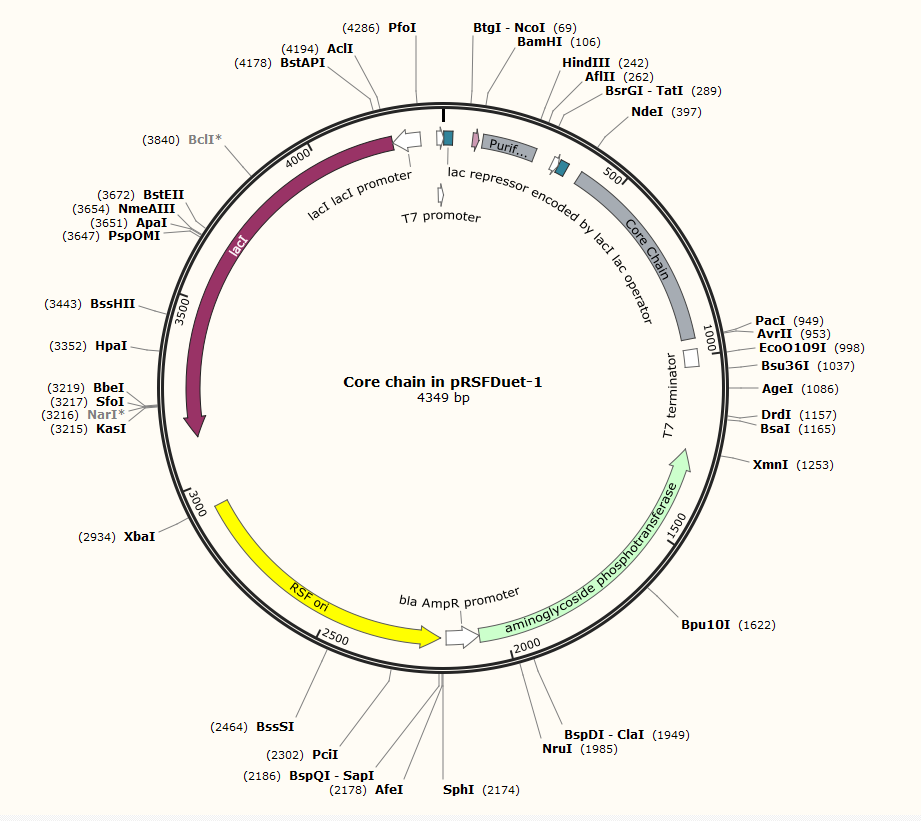 (4286) PfoI
(4194) AclI
(4178) BstAPI
BtgI - NcoI (69)
BamHI (106)
HindIII (242)
AflII (262)
BsrGI - TatI (289)
NdeI (397)
(3840) BclI*
(3672) BstEII
(3654) NmeAIII
(3651) ApaI
(3647) PspOMI
(3443) BssHII
(3352) HpaI
(3219) BbeI
(3217) SfoI
(3216) NarI*
(3215) KasI
(2934) XbaI
PacI (949)
AvrII (953)
EcoO109I (998)
Bsu36I (1037)
AgeI (1086)
DrdI (1157)
BsaI (1165)
XmnI (1253)
Bpu10I (1622)
BspDI - ClaI (1949)
NruI (1985)
SphI (2174)
(2178) AfeI
(2186) BspQI - SapI
(2302) PciI
(2464) BssSI
500
1000
1500
2000
2500
3000
3500
4000
Purif...
lac repressor encoded by lacI lac operator
lacI lacI promoter
T7 promoter
Core Chain
lacI
T7 terminator
Core chain in pRSFDuet-1
4349 bp
aminoglycoside phosphotransferase
bla AmpR promoter
RSF ori